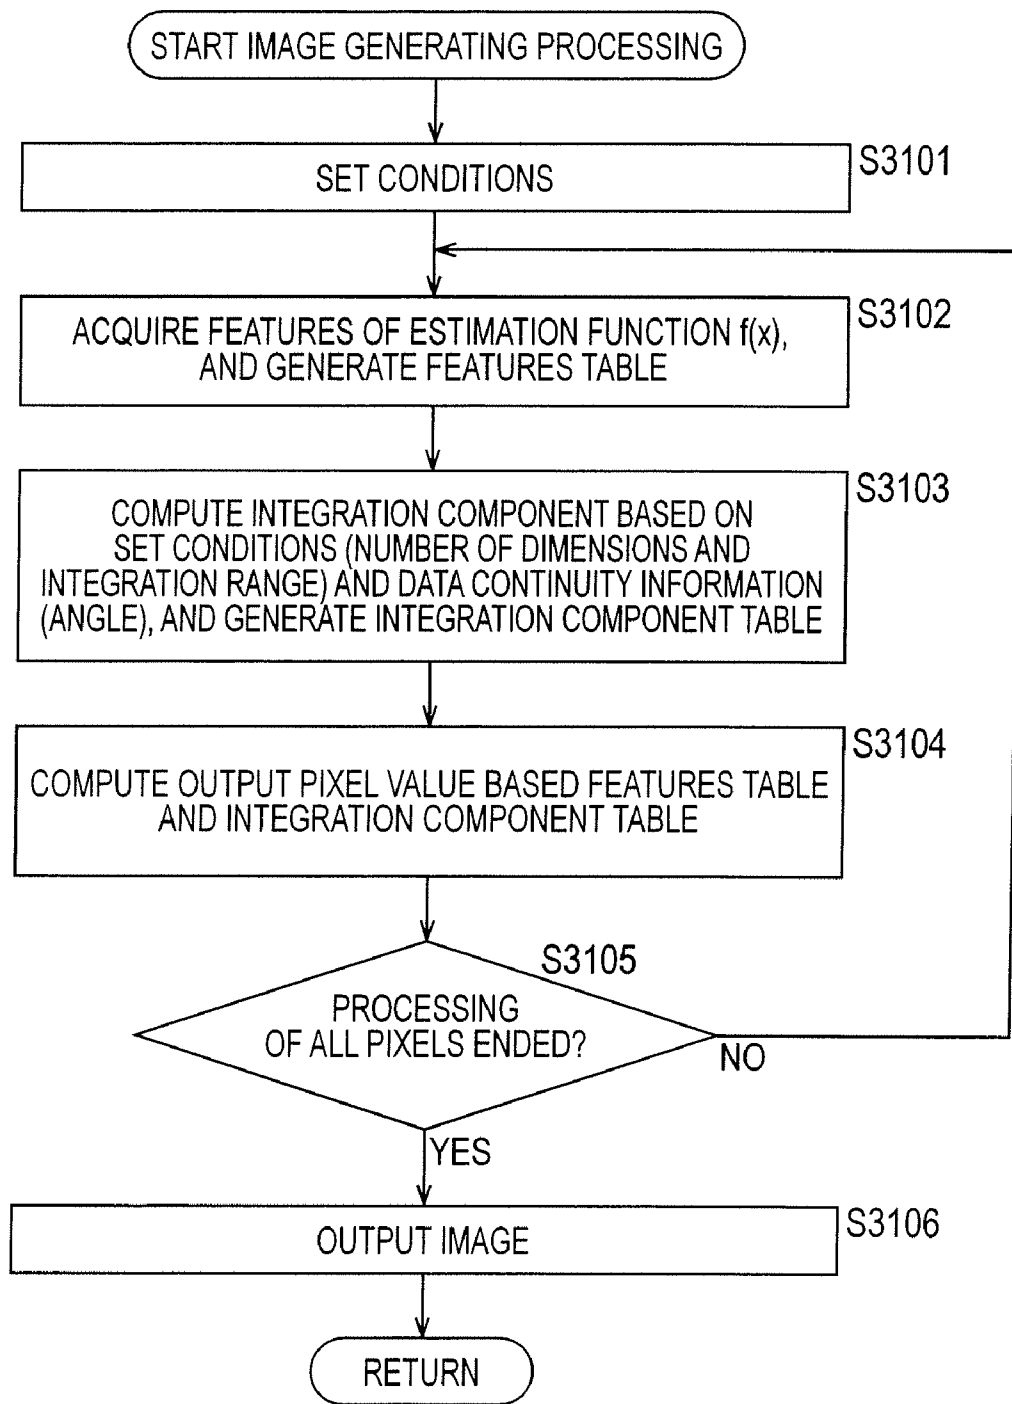 START IMAGE GENERATING PROCESSING
S3101
SET CONDITIONS
S3102
ACQUIRE FEATURES OF ESTIMATION FUNCTION f(x),
AND GENERATE FEATURES TABLE
S3103
COMPUTE INTEGRATION COMPONENT BASED ON
SET CONDITIONS (NUMBER OF DIMENSIONS AND
INTEGRATION RANGE) AND DATA CONTINUITY INFORMATION
(ANGLE), AND GENERATE INTEGRATION COMPONENT TABLE
S3104
COMPUTE OUTPUT PIXEL VALUE BASED FEATURES TABLE
AND INTEGRATION COMPONENT TABLE
S3105
PROCESSING
OF ALL PIXELS ENDED?
NO
YES
S3106
OUTPUT IMAGE
RETURN